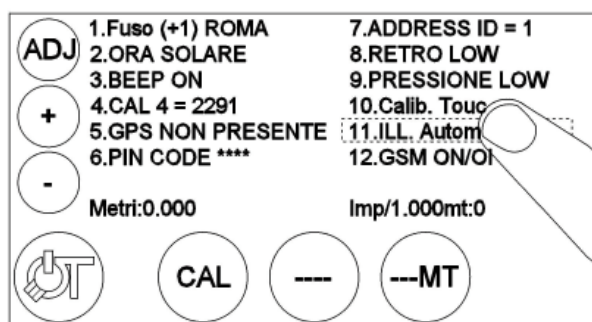 ADJ
+
-
1.Fuso (+1) ROMA
2.ORA SOLARE
3.BEEP ON
4.CAL 4 = 2291
5.GPS NON PRESENTE
6.PIN CODE ****
Metri:0.000
7.ADDRESS ID = 1
8.RETRO LOW
9.PRESSIONE LOW
10.Calib. Touc
11.ILL. Autom
12.GSM ON/O
Imp/1.000mt:0
CAL
----
---MT